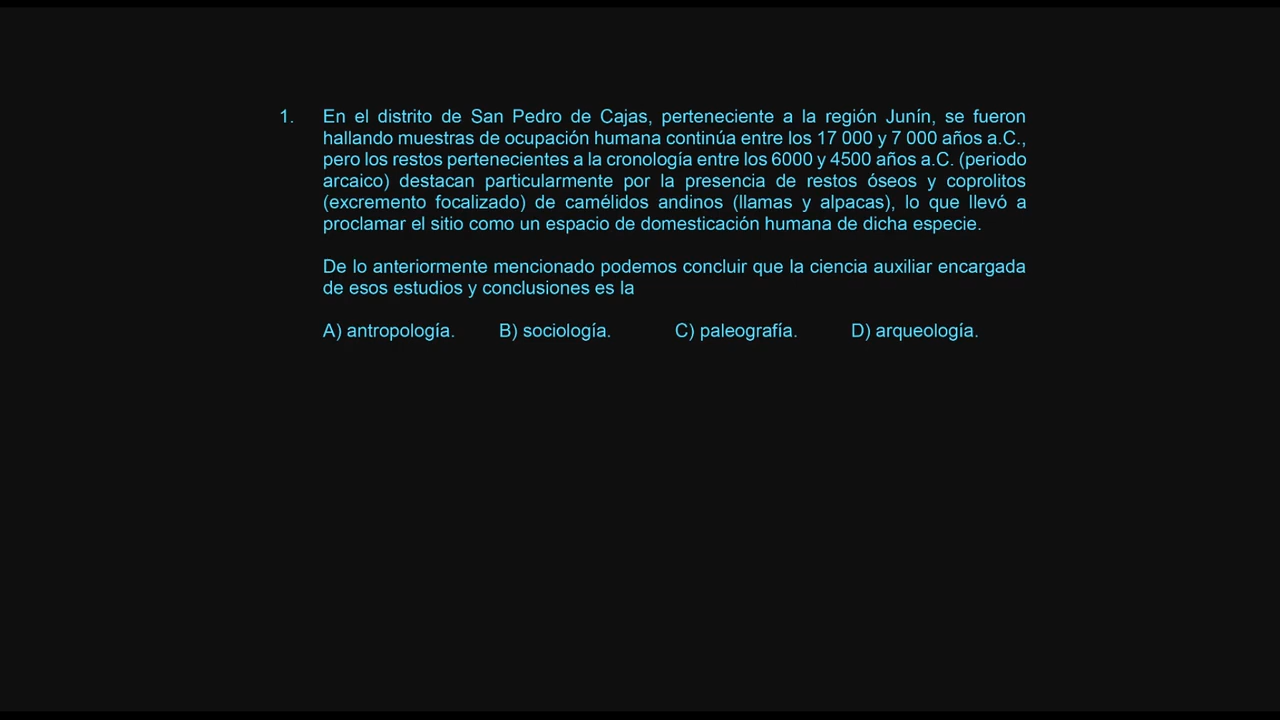 1. En el distrito de San Pedro de Cajas, perteneciente a la región Junín, se fueron
hallando muestras de ocupación humana continúa entre los 17 000 y 7 000 años a.C.,
pero los restos pertenecientes a la cronología entre los 6000 y 4500 años a.C. (periodo
arcaico) destacan particularmente por la presencia de restos óseos y coprolitos
(excremento focalizado) de camélidos andinos (llamas y alpacas), lo que llevó a
proclamar el sitio como un espacio de domesticación humana de dicha especie.
De lo anteriormente mencionado podemos concluir que la ciencia auxiliar encargada
de esos estudios y conclusiones es la
A) antropología. B) sociología. C) paleografía. D) arqueología.